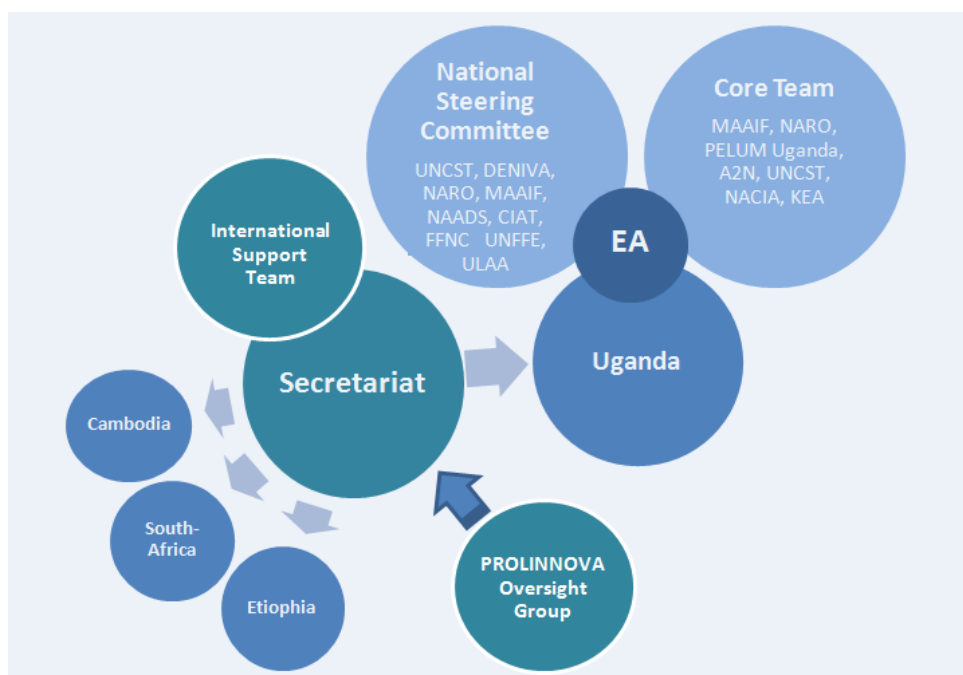 National
Steering
Committee
UNCST, DENIVA,
NARO, MAAIF,
NAADS, CIAT,
FFNC UNFFE,
ULAA
Core Team
MAAIF, NARO,
PELUM Uganda,
A2N, UNCST,
NACIA, KEA
EA
International
Support
Team
Secretariat
Uganda
Cambodia
South-
Africa
Etiophia
PROLINNOVA
Oversight
Group